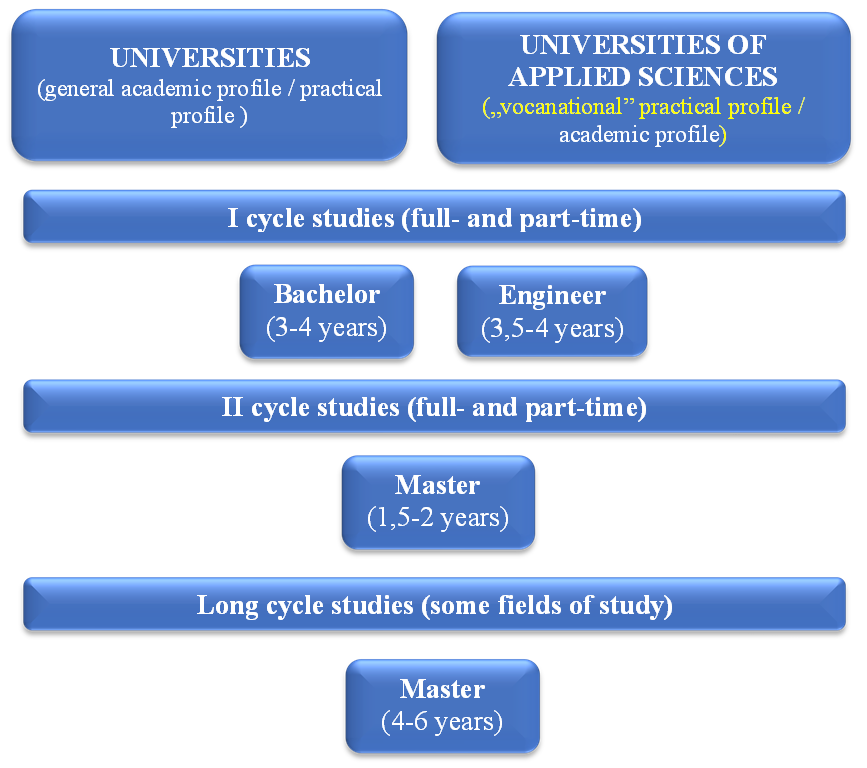 UNIVERSITIES
(general academic profile / practical
profile )
UNIVERSITIES OF
APPLIED SCIENCES
(„vocanational” practical profile /
academic profile)
I cycle studies (full- and part-time)
Bachelor
(3-4 years)
Engineer
(3,5-4 years)
II cycle studies (full- and part-time)
Master
(1,5-2 years)
Long cycle studies (some fields of study)
Master
(4-6 years)